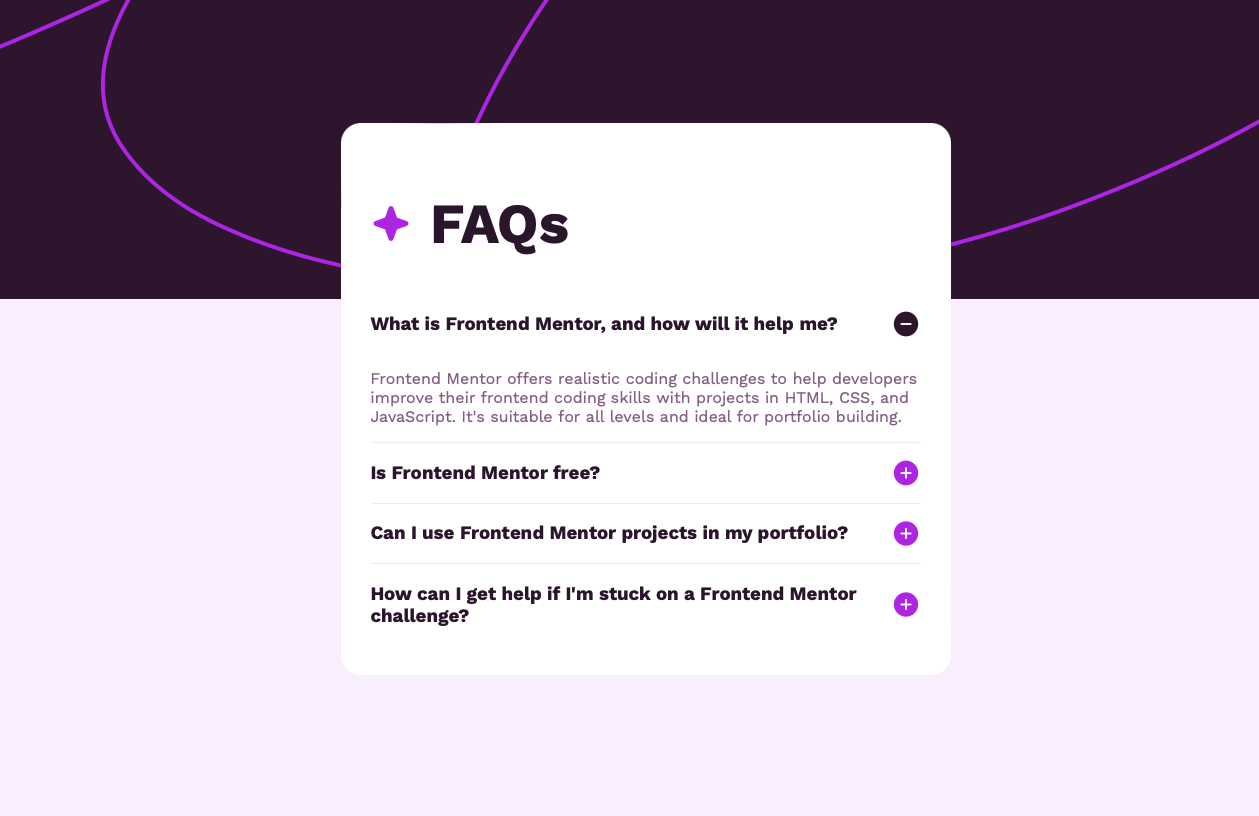 FAQs
What is Frontend Mentor, and how will it help me?
Frontend Mentor offers realistic coding challenges to help developers
improve their frontend coding skills with projects in HTML, CSS, and
JavaScript. It's suitable for all levels and ideal for portfolio building.
Is Frontend Mentor free?
Can I use Frontend Mentor projects in my portfolio?
How can I get help if I'm stuck on a Frontend Mentor
challenge?